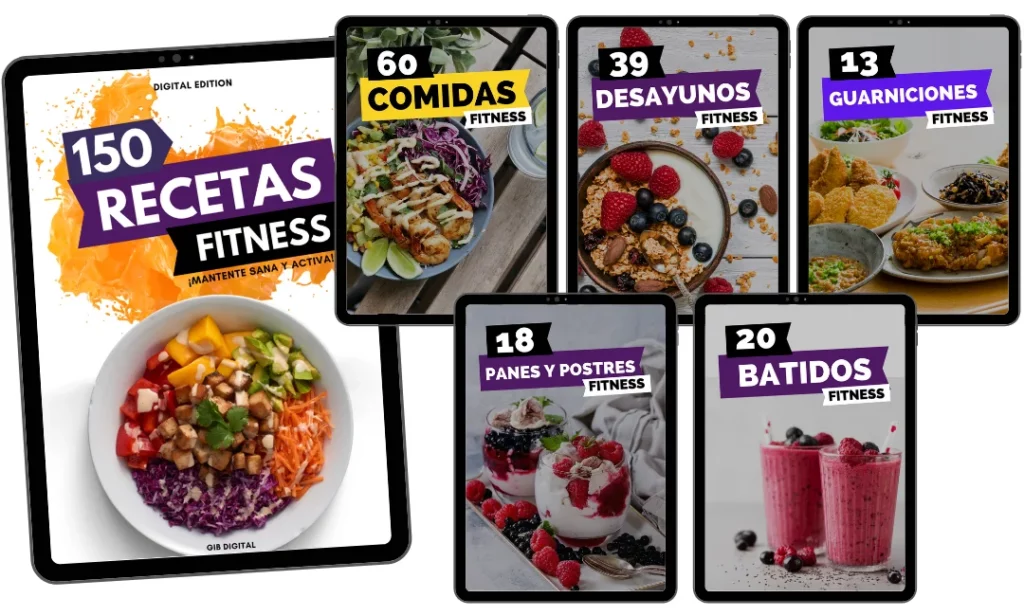 DIGITAL EDITION
150
RECETAS
FITNESS
¡MANTENTE SANA Y ACTIVA!
GIB DIGITAL
60
COMIDAS
FITNESS
39
DESAYUNOS
FITNESS
13
GUARNICIONES
FITNESS
18
PANES Y POSTRES
FITNESS
20
BATIDOS
FITNESS